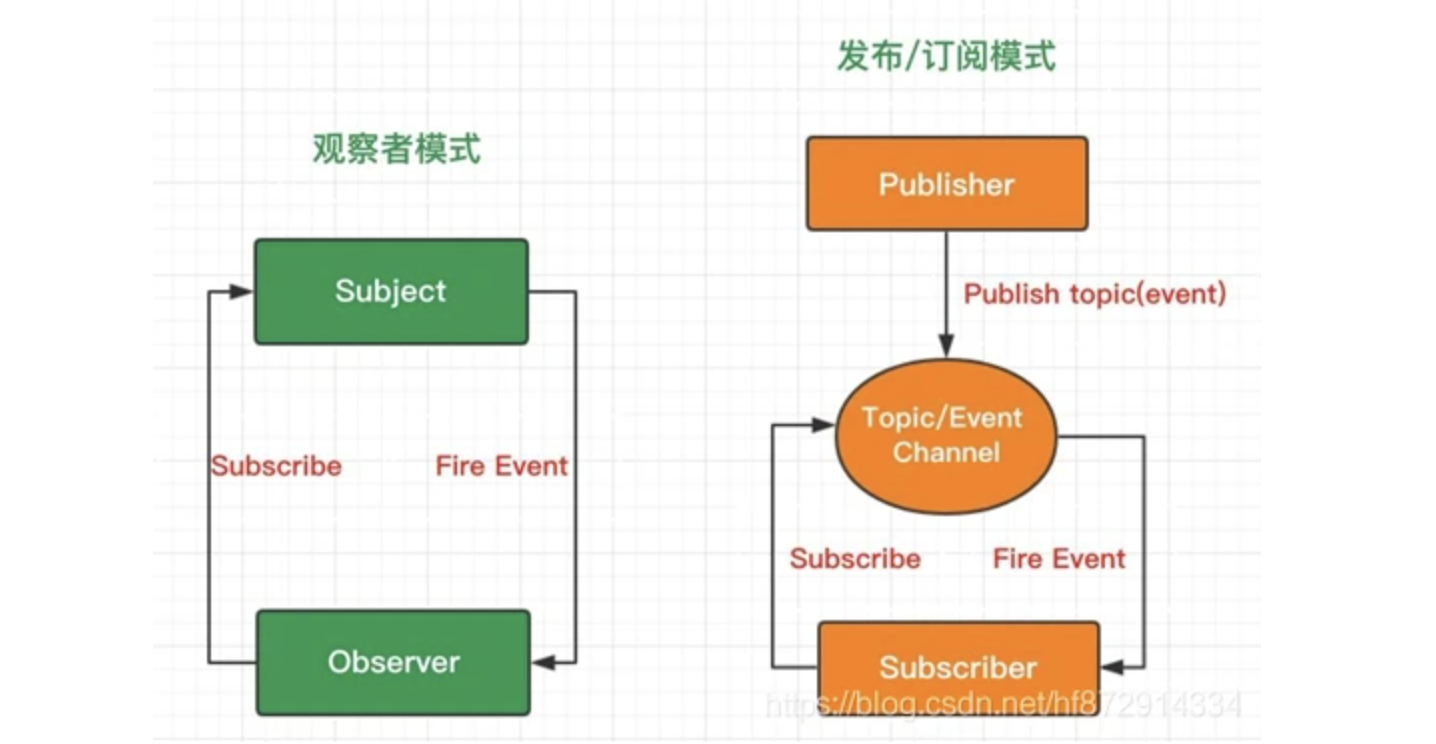 观察者模式
Subject
Subscribe
Fire Event
Observer
发布/订阅模式
Publisher
Publish topic(event)
Topic/Event
Channel
Subscribe
Fire Event
Subscriber
https://blog.csdn.net/hf872914334